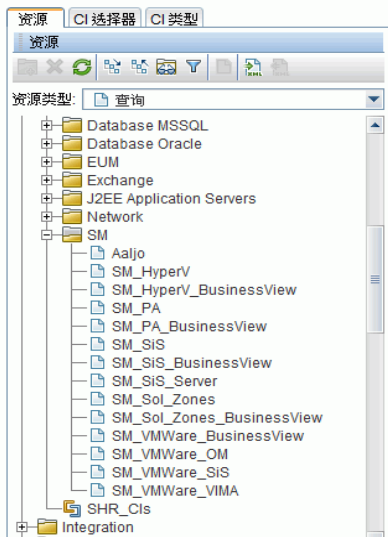 资源 CI 选择器 CI 类型
资源
资源类型: 查询
Database MSSQL
Database Oracle
EUM
Exchange
J2EE Application Servers
Network
SM
Aaljo
SM_HyperV
SM_HyperV_BusinessView
SM_PA
SM_PA_BusinessView
SM_SiS
SM_SiS_BusinessView
SM_SiS_Server
SM_Sol_Zones
SM_Sol_Zones_BusinessView
SM_VMWare_BusinessView
SM_VMWare_OM
SM_VMWare_SiS
SM_VMWare_VIMA
SHR_CIs
Integration